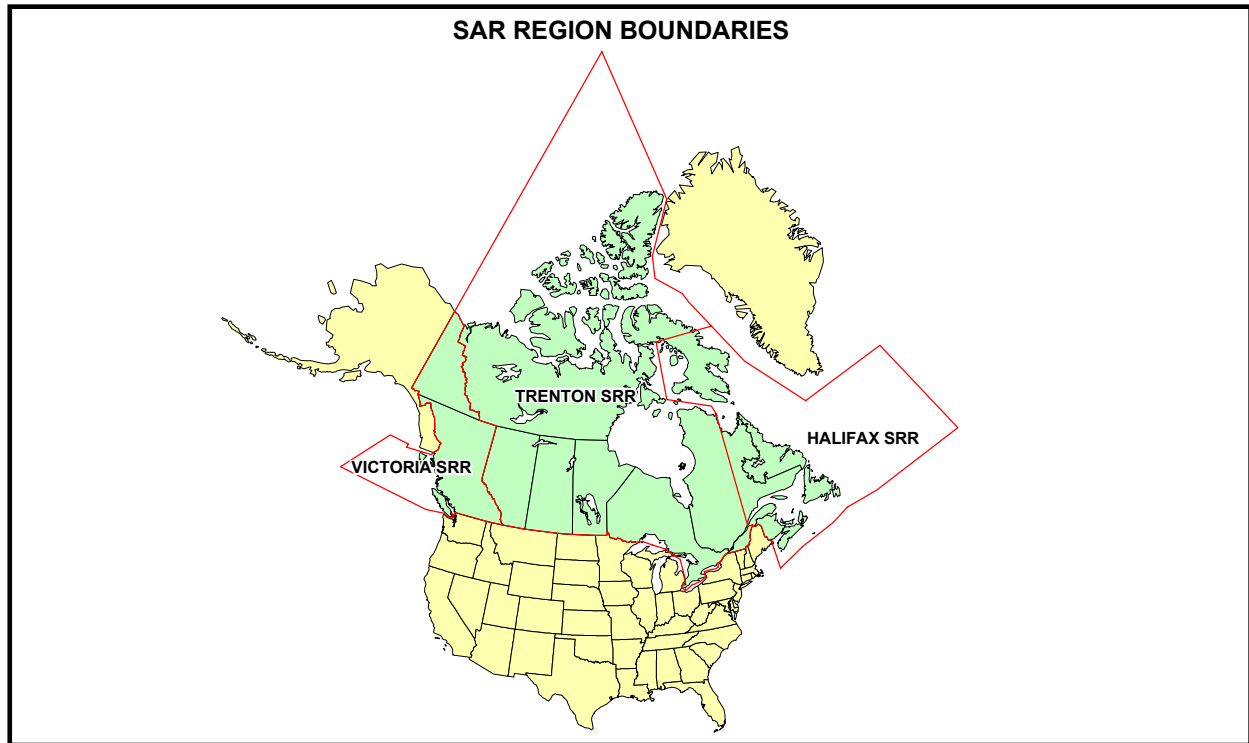 SAR REGION BOUNDARIES
TRENTON SRR
HALIFAX SRR
VICTORIA SRR